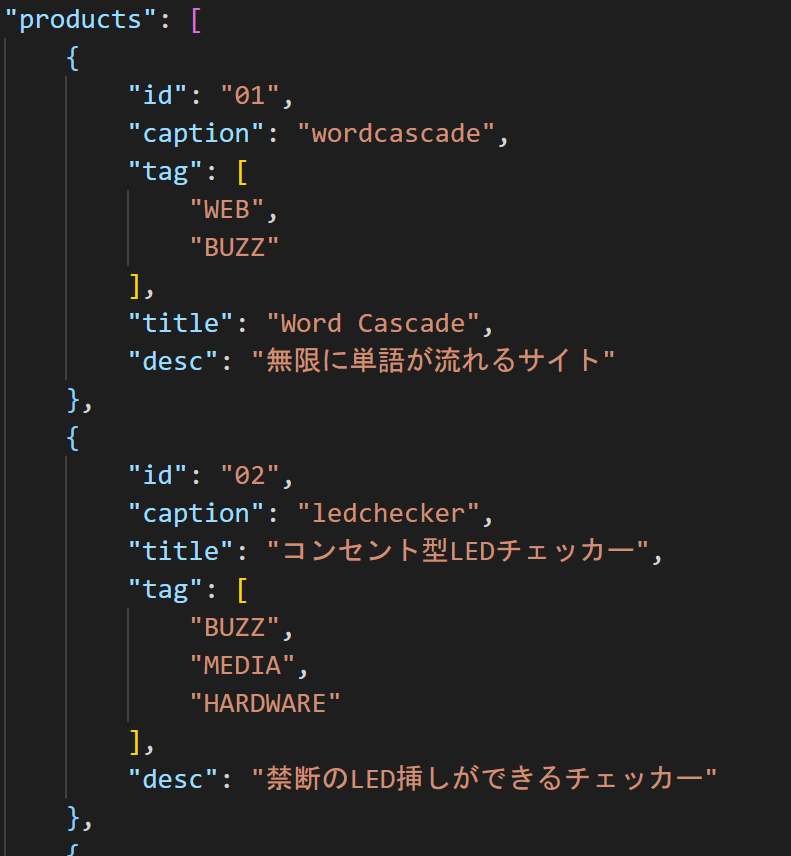 "products": [
{
"id": "01",
"caption": "wordcascade",
"tag": [
"WEB",
"BUZZ"
],
"title": "Word Cascade",
"desc": "無限に単語が流れるサイト"
},
{
"id": "02",
"caption": "ledchecker",
"title": "コンセント型LEDチェッカー",
"tag": [
"BUZZ",
"MEDIA",
"HARDWARE"
],
"desc": "禁断のLED挿しができるチェッカー"
},
{